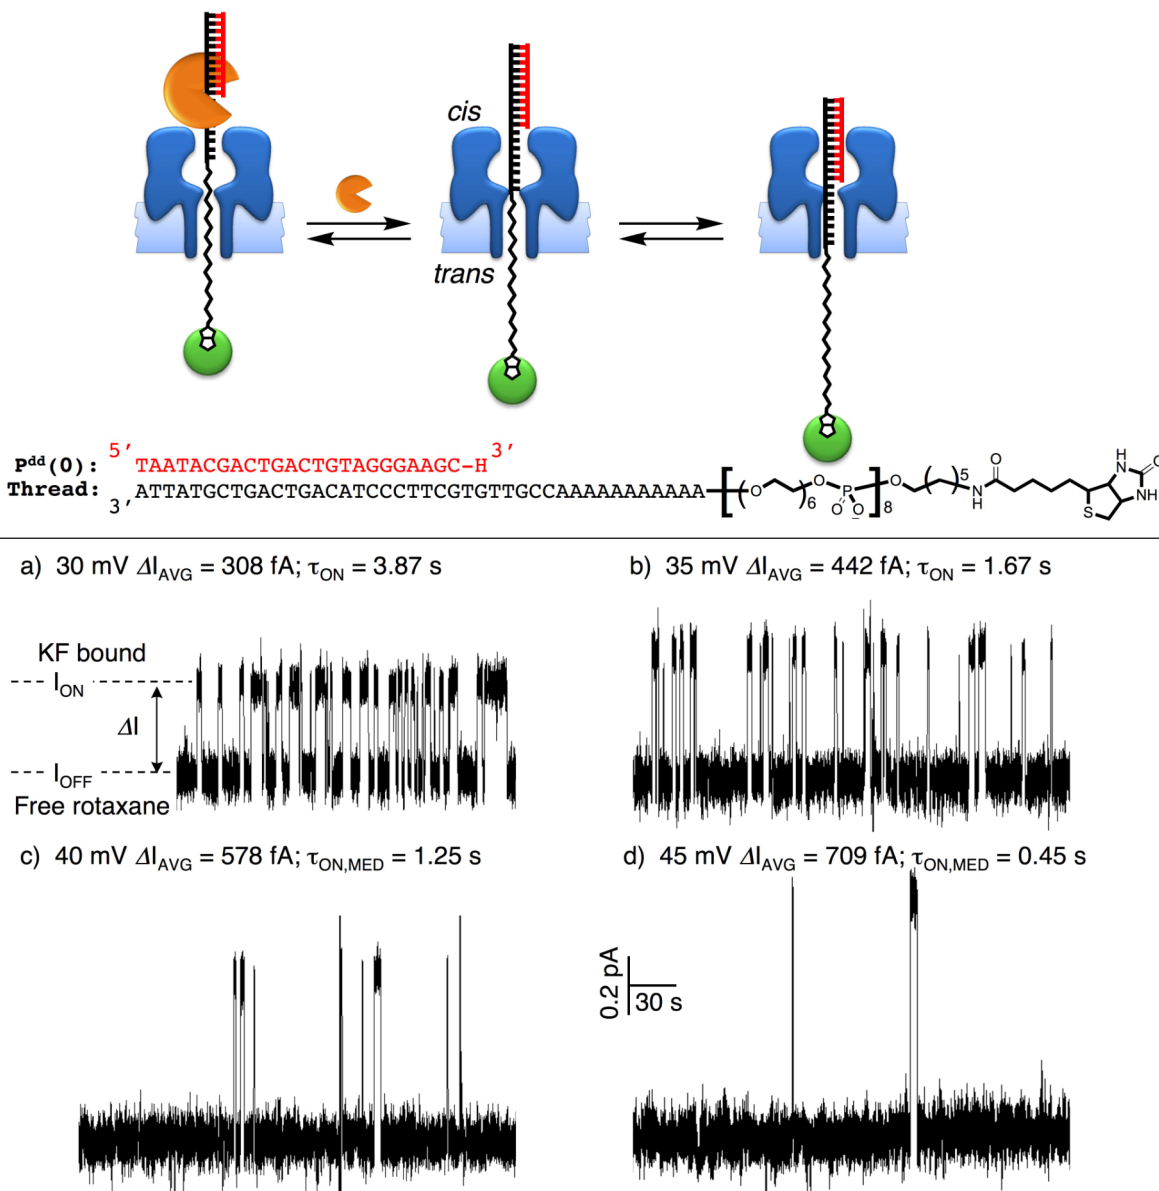 cis
trans
5′ 3′
Pdd(0): TAATACGACTGACTGTAGGGAAGC-H
Thread: ATTATGCTGACTGACATCCCTTCGTGTTGCCAAAAAAAAAAA
3′
O 6 O P O O− 8 O 5 N H O S HN NH O
a) 30 mV ΔIAVG = 308 fA; τON = 3.87 s
b) 35 mV ΔIAVG = 442 fA; τON = 1.67 s
KF bound
ION
ΔI
IOFF
Free rotaxane
c) 40 mV ΔIAVG = 578 fA; τON,MED = 1.25 s
d) 45 mV ΔIAVG = 709 fA; τON,MED = 0.45 s
0.2 pA
30 s